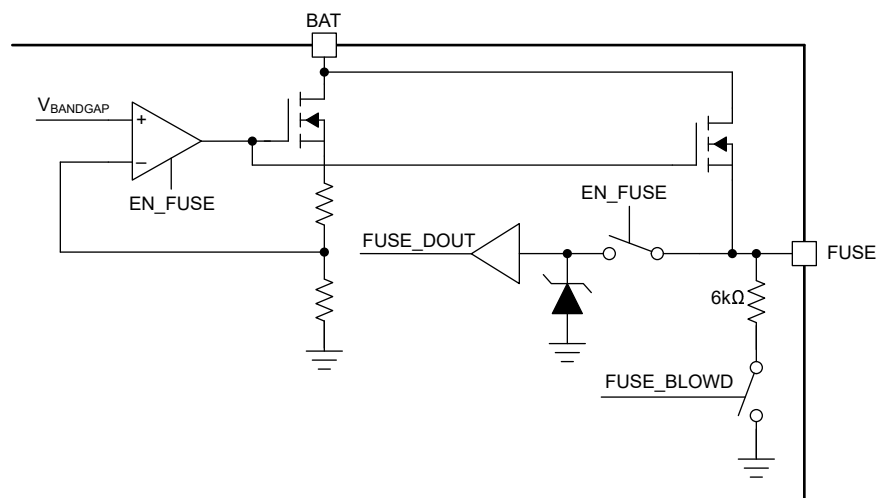 BAT
VBANDGAP
+
−
EN_FUSE
EN_FUSE
FUSE_DOUT
FUSE
6kΩ
FUSE_BLOWD